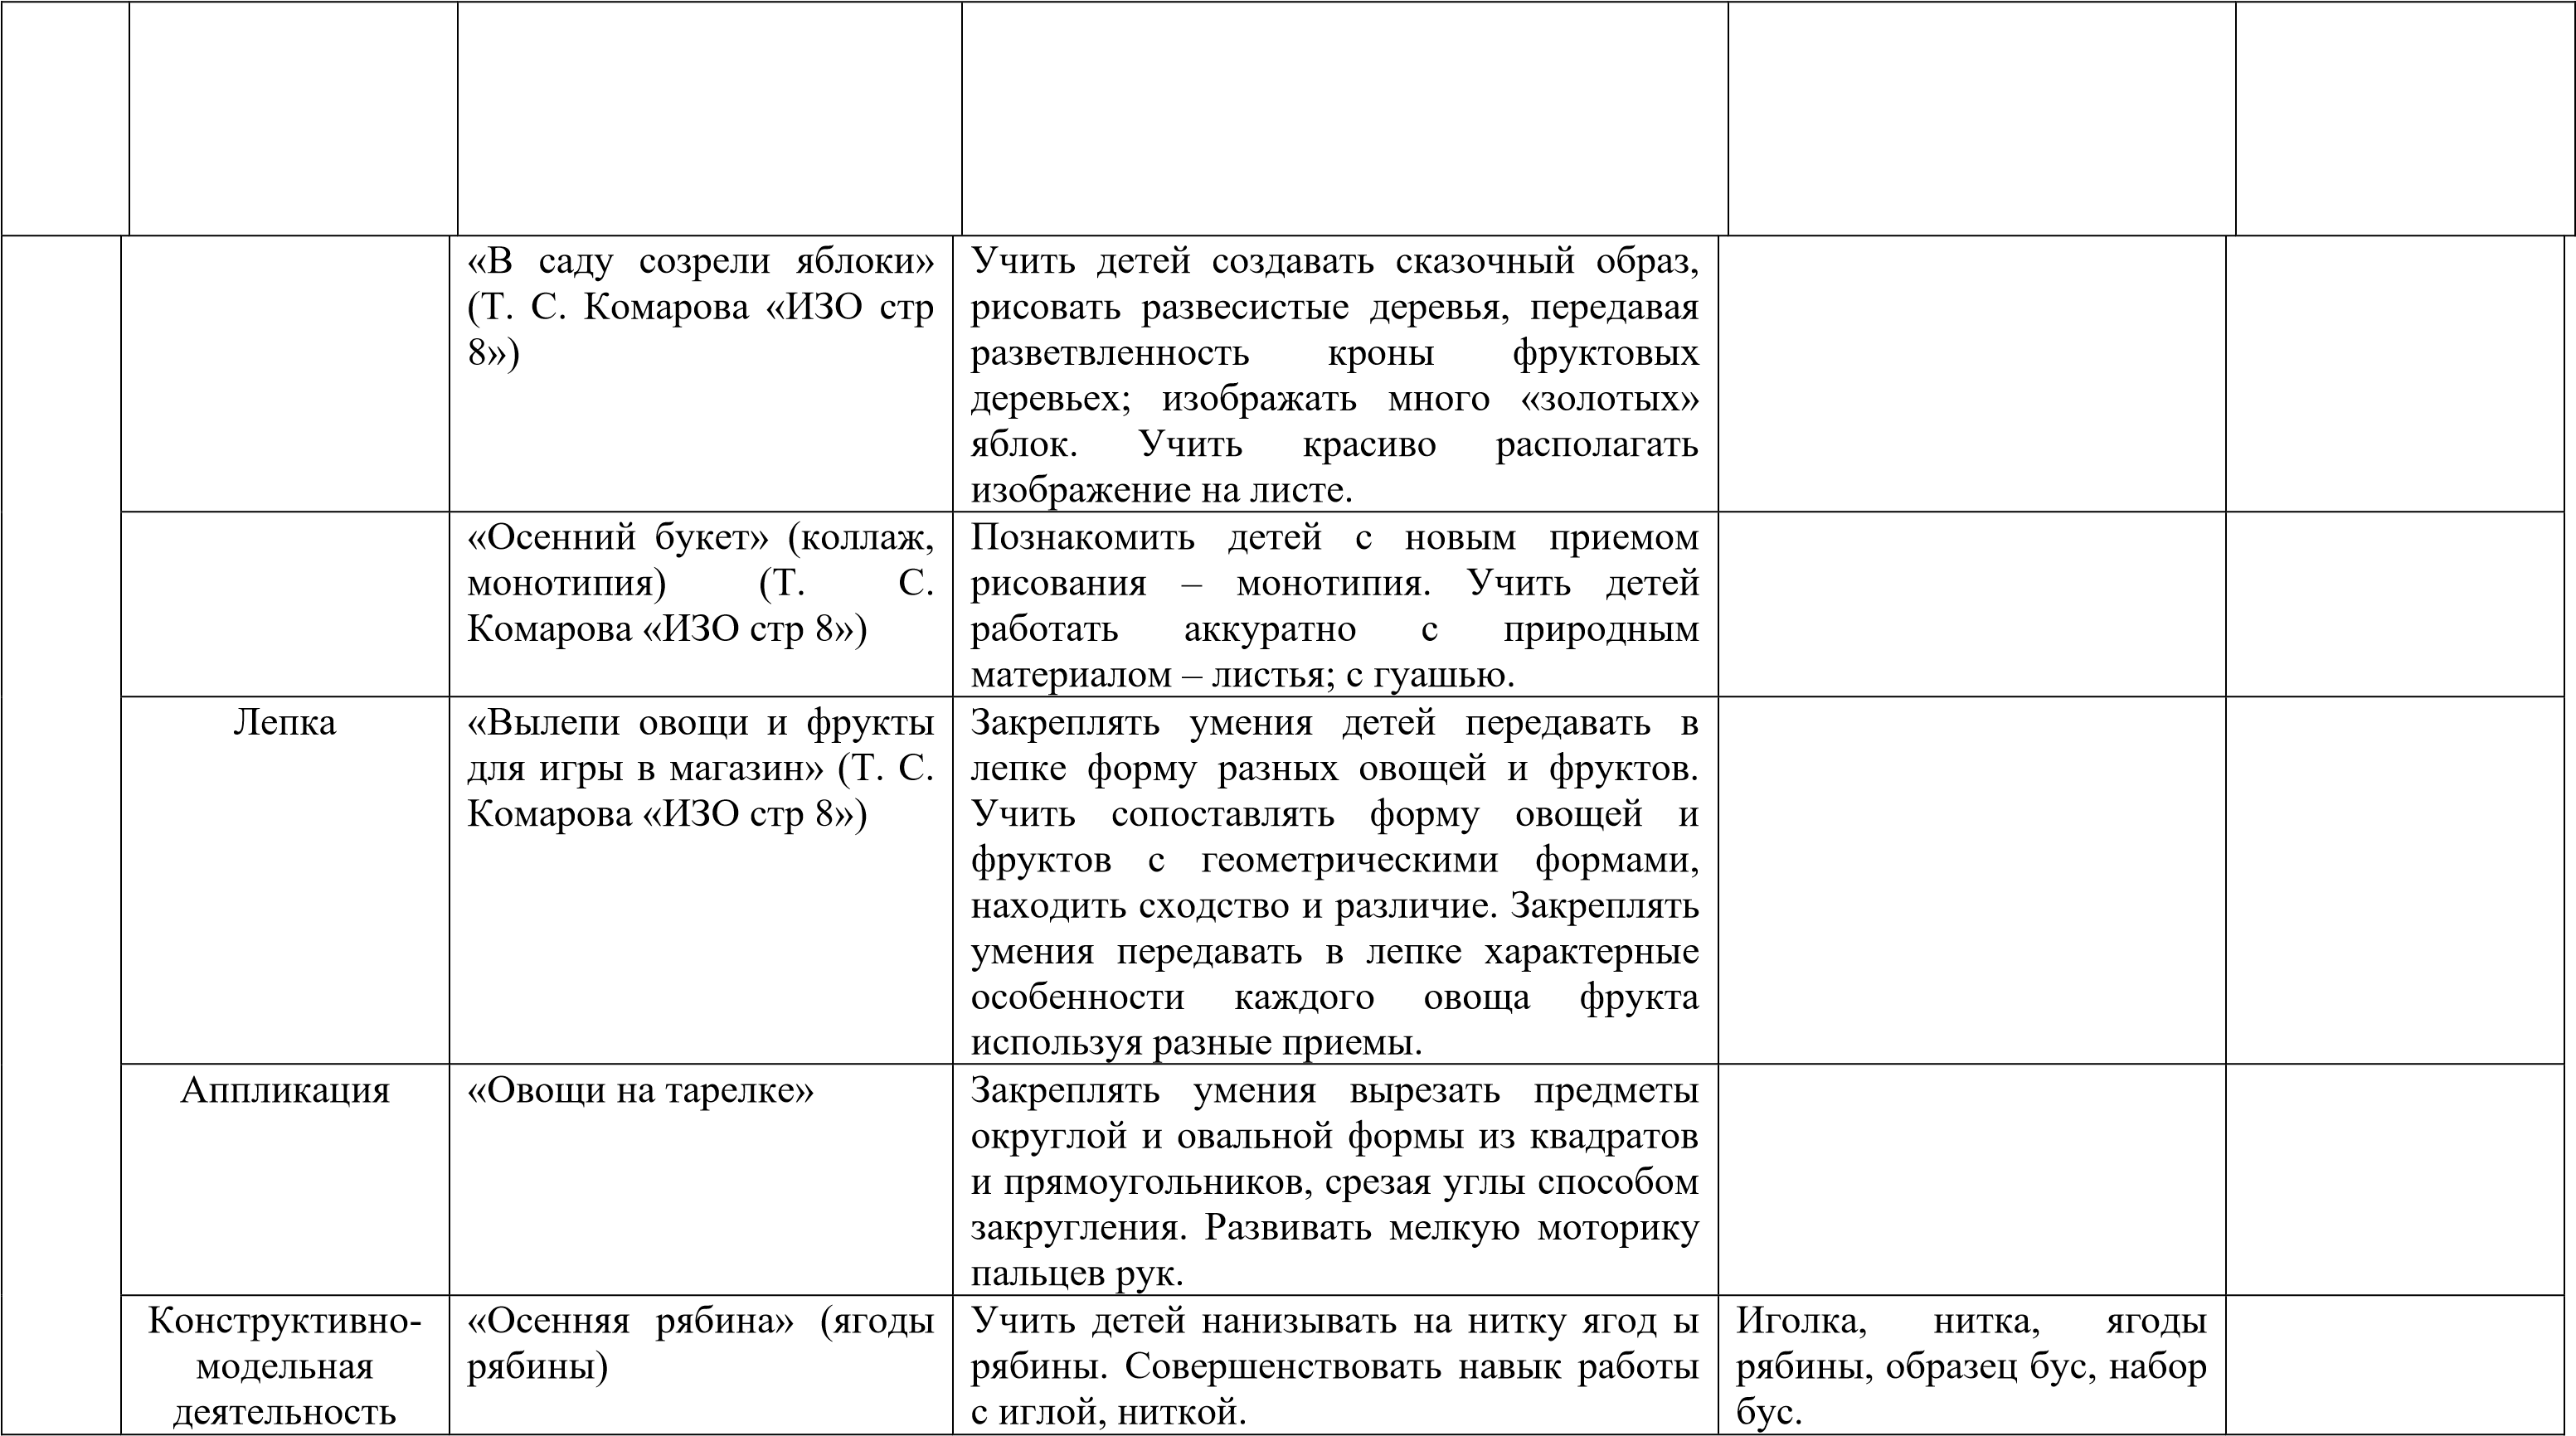 «В саду созрели яблоки»
(Т. С. Комарова «ИЗО стр
8»)
Учить детей создавать сказочный образ,
рисовать развесистые деревья, передавая
разветвленность кроны фруктовых
деревьех; изображать много «золотых»
яблок. Учить красиво располагать
изображение на листе.
«Осенний букет» (коллаж,
монотипия) (Т. С.
Комарова «ИЗО стр 8»)
Познакомить детей с новым приемом
рисования – монотипия. Учить детей
работать аккуратно с природным
материалом – листья; с гуашью.
Лепка
«Вылепи овощи и фрукты
для игры в магазин» (Т. С.
Комарова «ИЗО стр 8»)
Закреплять умения детей передавать в
лепке форму разных овощей и фруктов.
Учить сопоставлять форму овощей и
фруктов с геометрическими формами,
находить сходство и различие. Закреплять
умения передавать в лепке характерные
особенности каждого овоща фрукта
используя разные приемы.
Аппликация
«Овощи на тарелке»
Закреплять умения вырезать предметы
округлой и овальной формы из квадратов
и прямоугольников, срезая углы способом
закругления. Развивать мелкую моторику
пальцев рук.
Конструктивно-
модельная
деятельность
«Осенняя рябина» (ягоды
рябины)
Учить детей нанизывать на нитку ягод ы
рябины. Совершенствовать навык работы
с иглой, ниткой.
Иголка, нитка, ягоды
рябины, образец бус, набор
бус.